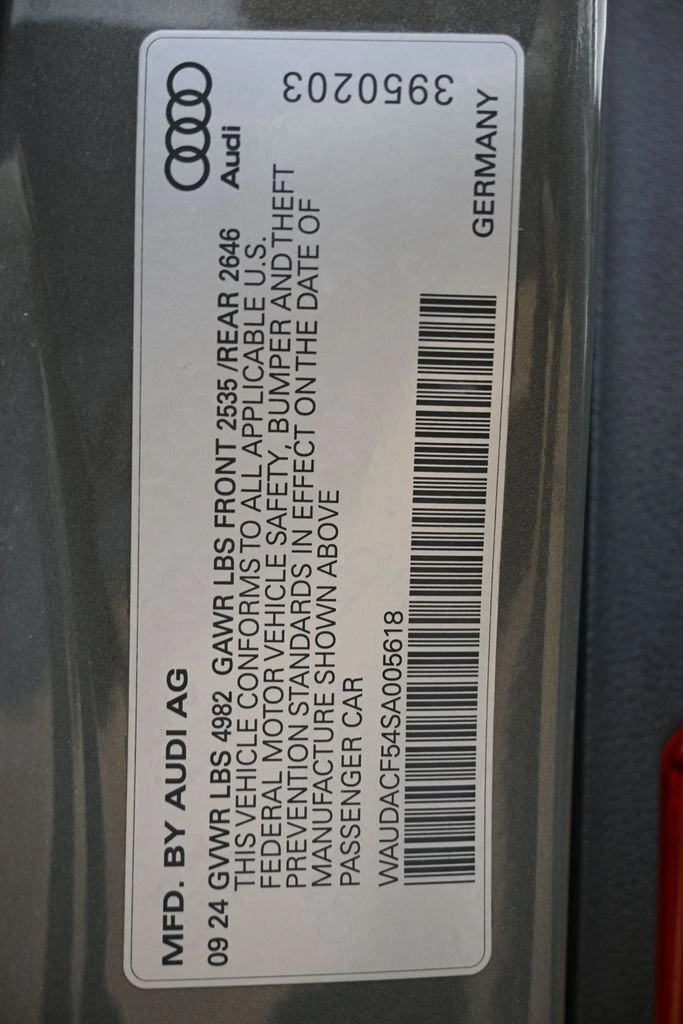 MFD. BY AUDI AG
Audi
09 24 GVWR LBS 4982 GAWR LBS FRONT 2535 /REAR 2646
THIS VEHICLE CONFORMS TO ALL APPLICABLE U.S.
FEDERAL MOTOR VEHICLE SAFETY, BUMPER AND THEFT
PREVENTION STANDARDS IN EFFECT ON THE DATE OF
MANUFACTURE SHOWN ABOVE
PASSENGER CAR
3950203
WAUDACF54SA005618
GERMANY